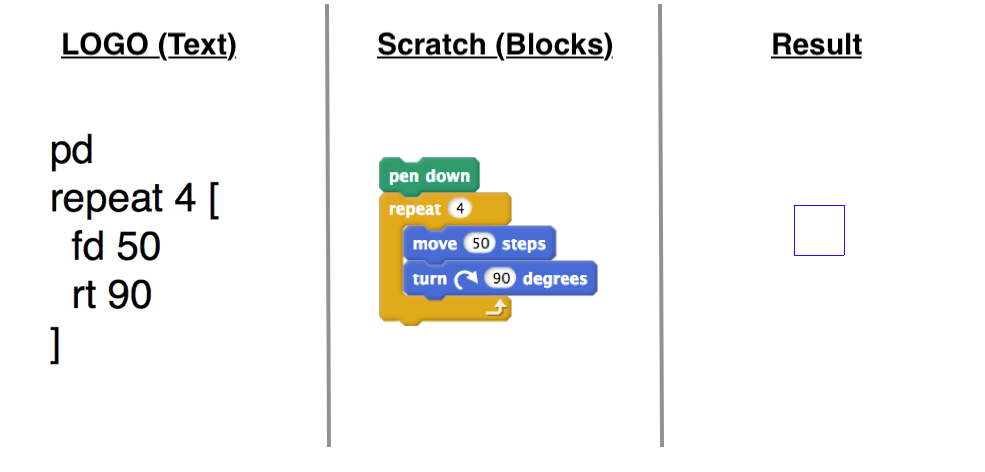 LOGO (Text)
pd
repeat 4 [
fd 50
rt 90
]
Scratch (Blocks)
pen down
repeat 4
move 50 steps
turn 90 degrees
Result